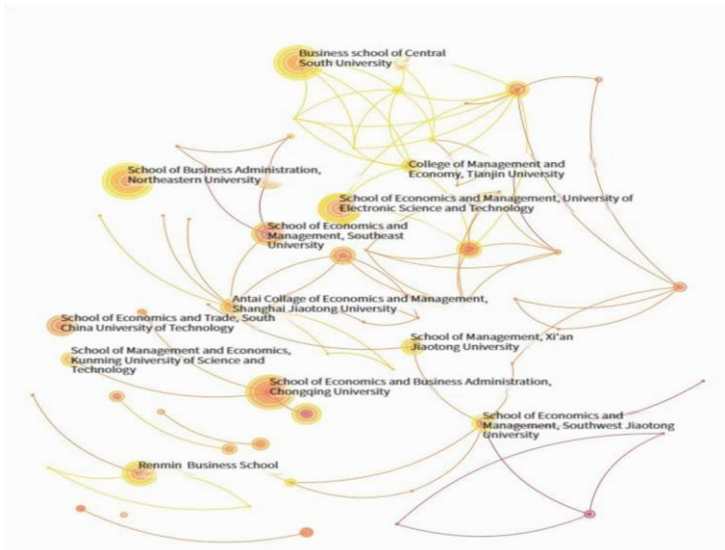 Business school of Central
South University
College of Management and
Economy, Tianjin University
School of Business Administration,
Northeastern University
School of Economics and Management, University of
Electronic Science and Technology
School of Economics and
Management, Southeast
University
Antai Collage of Economics and Management,
Shanghai Jiaotong University
School of Economics and Trade, South
China University of Technology
School of Management, Xi'an
Jiaotong University
School of Management and Economics,
Kunming University of Science and
Technology
School of Economics and Business Administration,
Chongqing University
School of Economics and
Management, Southwest Jiaotong
University
Renmin Business School